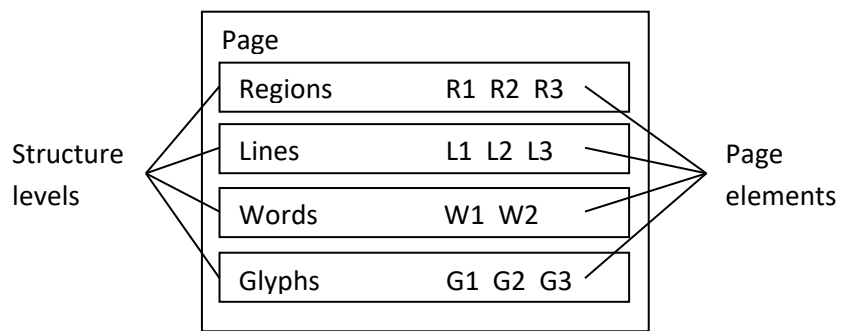 Page
Regions R1 R2 R3
Lines L1 L2 L3
Words W1 W2
Glyphs G1 G2 G3
Structure
levels
Page
elements